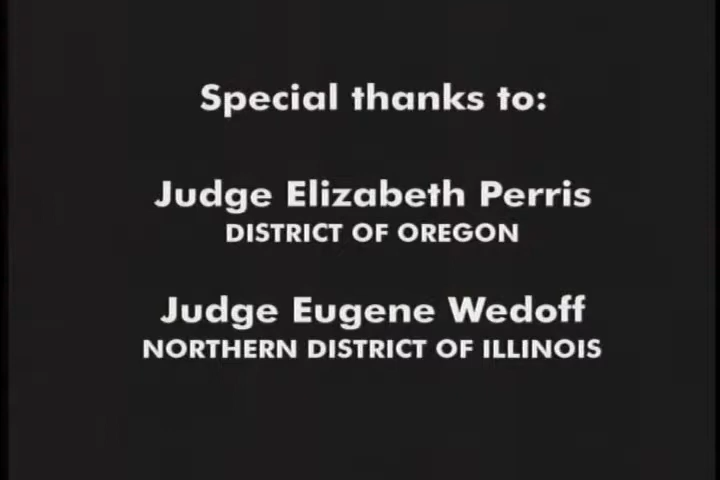 Special thanks to:
Judge Elizabeth Perris
DISTRICT OF OREGON
Judge Eugene Wedoff
NORTHERN DISTRICT OF ILLINOIS